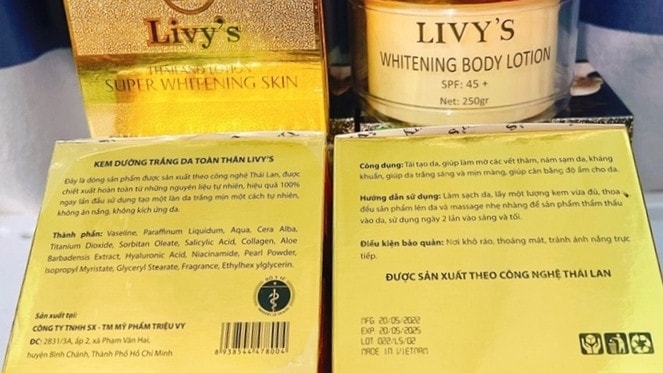 Livy's
THAILAND LOTION
SUPER WHITENING SKIN
LIVY'S
WHITENING BODY LOTION
SPF: 45 +
Net: 250gr
KEM DƯỠNG TRẮNG DA TOÀN THÂN LIVY'S
Đây là dòng sản phẩm được sản xuất theo công nghệ Thái Lan, được
chiết xuất hoàn toàn từ những nguyên liệu tự nhiên, hiệu quả 100%
ngay lần đầu sử dụng tạo một làn da trắng mịn một cách tự nhiên,
không ăn nắng, không kích ứng da.
Thành phần: Vaseline, Paraffinum Liquidum, Aqua, Cera Alba,
Titanium Dioxide, Sorbitan Oleate, Salicylic Acid, Collagen, Aloe
Barbadensis Extract, Hyaluronic Acid, Niacinamide, Pearl Powder,
Isopropyl Myristate, Glyceryl Stearate, Fragrance, Ethylhex ylglycerin.
BỘ Y TẾ
Sản xuất tại:
CÔNG TY TNHH SX - TM MỸ PHẨM TRIỆU VY
ĐC: 2831/3A, ấp 2, xã Phạm Văn Hai,
huyện Bình Chánh, Thành Phố Hồ Chí Minh
8 938544 478004
Công dụng: Tái tạo da, giúp làm mờ các vết thâm, nám sạm da, kháng
khuẩn, giúp da trắng sáng và mịn màng, giúp cân bằng độ ẩm cho da.
Hướng dẫn sử dụng: Làm sạch da, lấy một lượng kem vừa đủ, thoa
đều sản phẩm lên da và massage nhẹ nhàng để sản phẩm thẩm thấu
vào da, sử dụng ngày 2 lần vào sáng và tối.
Điều kiện bảo quản: Nơi khô ráo, thoáng mát, tránh ánh nắng trực
tiếp.
ĐƯỢC SẢN XUẤT THEO CÔNG NGHỆ THÁI LAN
MFG 20/05/2022
EXP 20/05/2025
LOT 022/LS/02
MADE IN VIETNAM